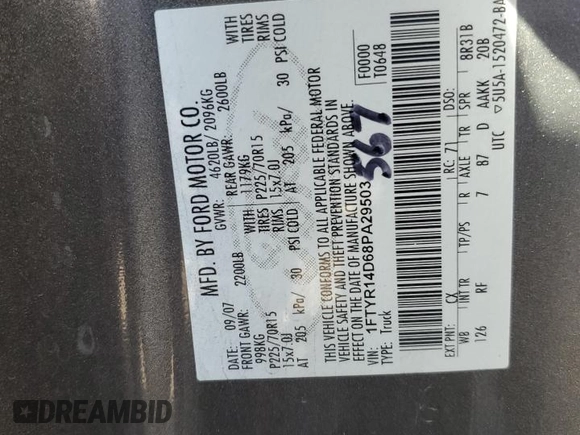 MFD. BY FORD MOTOR CO.
DATE: 09/07
GVWR: 4620LB/ 2096KG
FRONT GAWR: 2200LB
REAR GAWR: 2600LB
998KG WITH
1179KG WITH
P225/70R15 TIRES
P225/70R15 TIRES
15x7.0J RIMS
15x7.0J RIMS
AT 205 kPa/ 30 PSI COLD
AT 205 kPa/ 30 PSI COLD
THIS VEHICLE CONFORMS TO ALL APPLICABLE FEDERAL MOTOR
VEHICLE SAFETY AND THEFT PREVENTION STANDARDS IN
EFFECT ON THE DATE OF MANUFACTURE SHOWN ABOVE.
VIN: 1FTYR14D68PA29503
TYPE: Truck
F0000
T0648
567
EXT PNT: CX RC: 71 DSO:
WB INT TR TP/PS R AXLE TR SPR 8R31B
126 RF 7 87 D AAKK 20B
UTC ▽5U5A-1520472-BA
DREAMBID